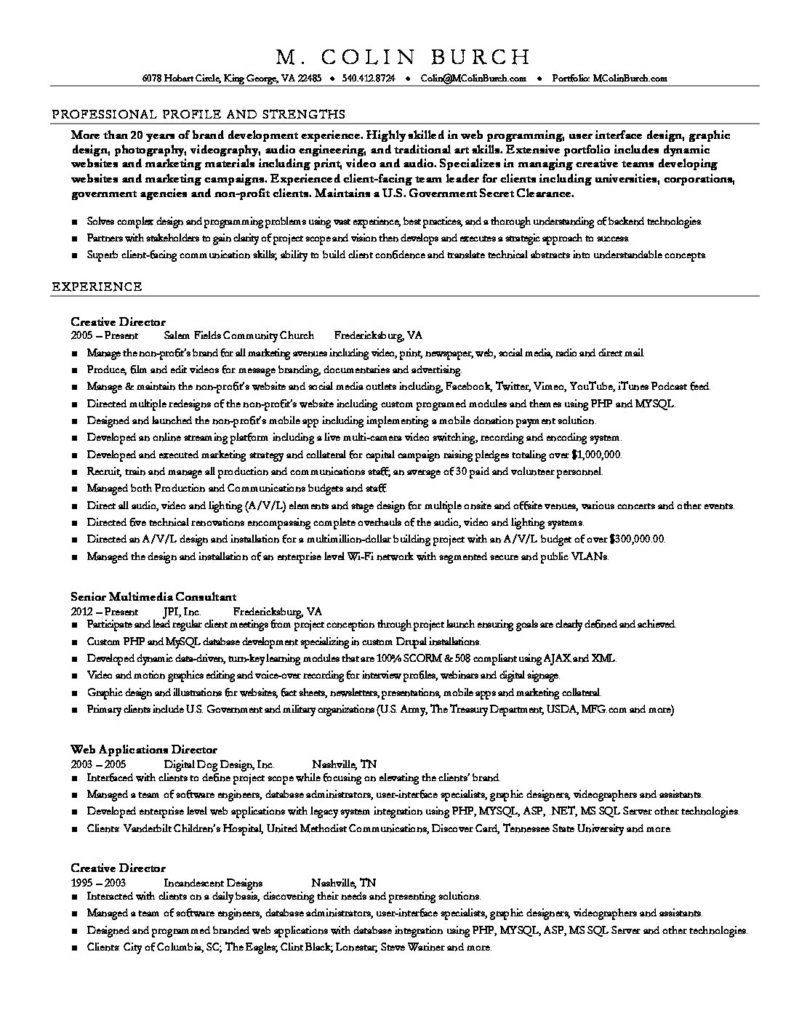 M. COLIN BURCH
6078 Hobart Circle, King George, VA 22485 • 540.412.8724 • Colin@MColinBurch.com • Portfolio: MColinBurch.com
PROFESSIONAL PROFILE AND STRENGTHS
More than 20 years of brand development experience. Highly skilled in web programming, user interface design, graphic
design, photography, videography, audio engineering, and traditional art skills. Extensive portfolio includes dynamic
websites and marketing materials including print, video and audio. Specializes in managing creative teams developing
websites and marketing campaigns. Experienced client-facing team leader for clients including universities, corporations,
government agencies and non-profit clients. Maintains a U.S. Government Secret Clearance.
■ Solves complex design and programming problems using vast experience, best practices, and a thorough understanding of backend technologies.
■ Partners with stakeholders to gain clarity of project scope and vision then develops and executes a strategic approach to success.
■ Superb client-facing communication skills; ability to build client confidence and translate technical abstracts into understandable concepts.
EXPERIENCE
Creative Director
2005 – Present Salem Fields Community Church Fredericksburg, VA
■ Manage the non-profit's brand for all marketing avenues including video, print, newspaper, web, social media, radio and direct mail.
■ Produce, film and edit videos for message branding, documentaries and advertising.
■ Manage & maintain the non-profit's website and social media outlets including, Facebook, Twitter, Vimeo, YouTube, iTunes Podcast feed.
■ Directed multiple redesigns of the non-profit's website including custom programed modules and themes using PHP and MYSQL.
■ Designed and launched the non-profit's mobile app including implementing a mobile donation payment solution.
■ Developed an online streaming platform including a live multi-camera video switching, recording and encoding system.
■ Developed and executed marketing strategy and collateral for capital campaign raising pledges totaling over $1,000,000.
■ Recruit, train and manage all production and communications staff; an average of 30 paid and volunteer personnel.
■ Managed both Production and Communications budgets and staff.
■ Direct all audio, video and lighting (A/V/L) elements and stage design for multiple onsite and offsite venues, various concerts and other events.
■ Directed five technical renovations encompassing complete overhauls of the audio, video and lighting systems.
■ Directed an A/V/L design and installation for a multimillion-dollar building project with an A/V/L budget of over $300,000.00.
■ Managed the design and installation of an enterprise level Wi-Fi network with segmented secure and public VLANs.
Senior Multimedia Consultant
2012 – Present JPI, Inc. Fredericksburg, VA
■ Participate and lead regular client meetings from project conception through project launch ensuring goals are clearly defined and achieved.
■ Custom PHP and MySQL database development specializing in custom Drupal installations.
■ Developed dynamic data-driven, turn-key learning modules that are 100% SCORM & 508 compliant using AJAX and XML.
■ Video and motion graphics editing and voice-over recording for interview profiles, webinars and digital signage.
■ Graphic design and illustrations for websites, fact sheets, newsletters, presentations, mobile apps and marketing collateral.
■ Primary clients include U.S. Government and military organizations (U.S. Army, The Treasury Department, USDA, MFG.com and more)
Web Applications Director
2003 – 2005 Digital Dog Design, Inc. Nashville, TN
■ Interfaced with clients to define project scope while focusing on elevating the clients' brand.
■ Managed a team of software engineers, database administrators, user-interface specialists, graphic designers, videographers and assistants.
■ Developed enterprise level web applications with legacy system integration using PHP, MYSQL, ASP, .NET, MS SQL Server other technologies.
■ Clients: Vanderbilt Children's Hospital, United Methodist Communications, Discover Card, Tennessee State University and more.
Creative Director
1995 – 2003 Incandescent Designs Nashville, TN
■ Interacted with clients on a daily basis, discovering their needs and presenting solutions.
■ Managed a team of software engineers, database administrators, user-interface specialists, graphic designers, videographers and assistants.
■ Designed and programmed branded web applications with database integration using PHP, MYSQL, ASP, MS SQL Server and other technologies.
■ Clients: City of Columbia, SC; The Eagles; Clint Black; Lonestar; Steve Wariner and more.